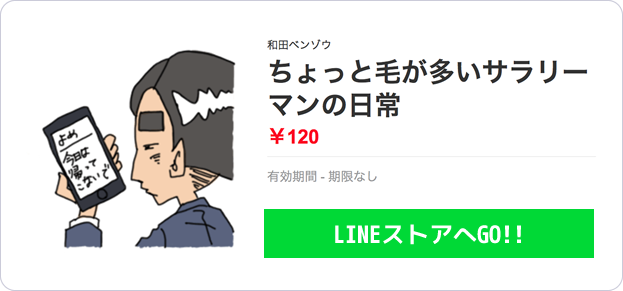 和田ベンゾウ
ちょっと毛が多いサラリー
マンの日常
￥120
有効期間 - 期限なし
LINEストアへGO!!
よめ
今日は
帰って
こないで